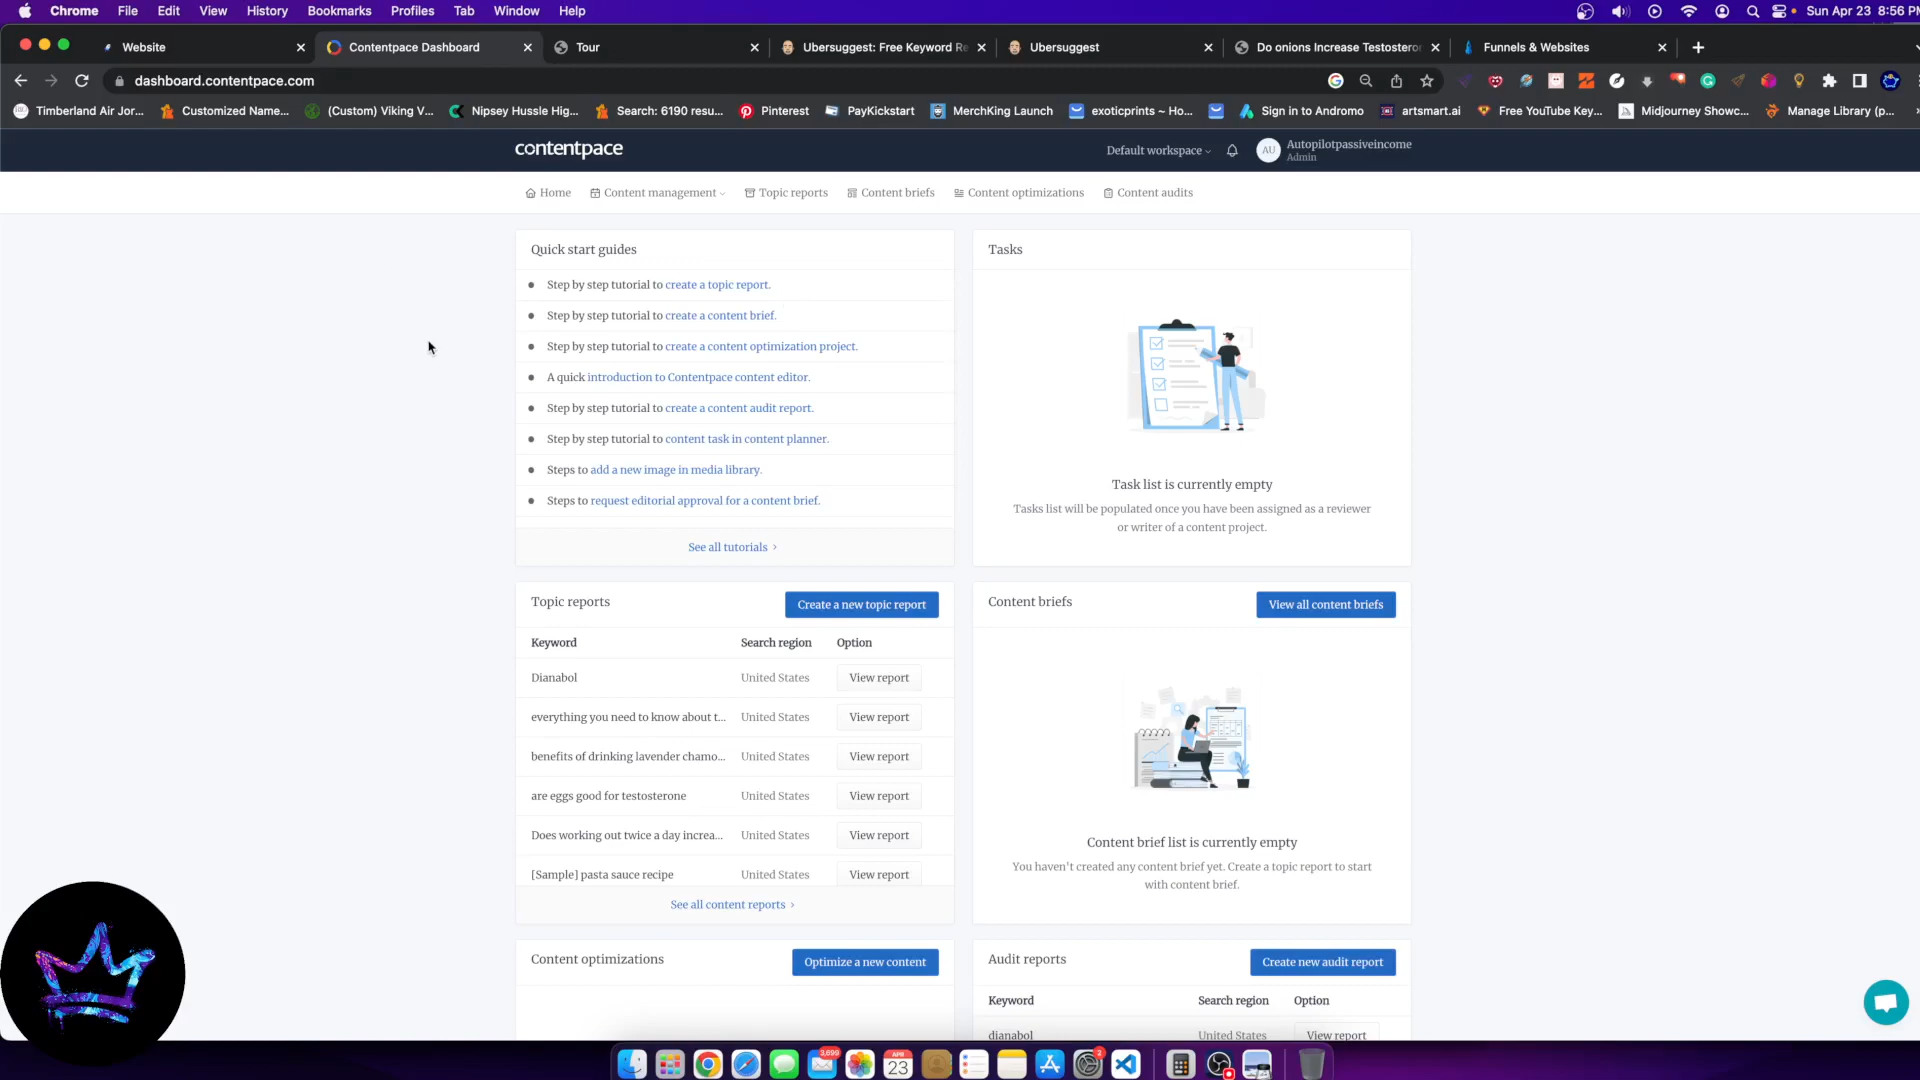 Chrome File Edit View History Bookmarks Profiles Tab Window Help Sun Apr 23 8:56
Website Contentpace Dashboard Tour Ubersuggest: Free Keyword Re Ubersuggest Do onions Increase Testosteron Funnels & Websites
dashboard.contentpace.com
Timberland Air Jor... Customized Name... (Custom) Viking V... Nipsey Hussle Hig... Search: 6190 resu... Pinterest PayKickstart MerchKing Launch exoticprints ~ Ho... Sign in to Andromo artsmart.ai Free YouTube Key... Midjourney Showc... Manage Library (p...
contentpace Default workspace AU Autopilotpassiveincome
Admin
Home Content management Topic reports Content briefs Content optimizations Content audits
Quick start guides
Step by step tutorial to create a topic report.
Step by step tutorial to create a content brief.
Step by step tutorial to create a content optimization project.
A quick introduction to Contentpace content editor.
Step by step tutorial to create a content audit report.
Step by step tutorial to content task in content planner.
Steps to add a new image in media library.
Steps to request editorial approval for a content brief.
See all tutorials
Tasks
Task list is currently empty
Tasks list will be populated once you have been assigned as a reviewer
or writer of a content project.
Topic reports Create a new topic report
Keyword Search region Option
Dianabol United States View report
everything you need to know about t... United States View report
benefits of drinking lavender chamo... United States View report
are eggs good for testosterone United States View report
Does working out twice a day increa... United States View report
[Sample] pasta sauce recipe United States View report
See all content reports
Content briefs View all content briefs
Content brief list is currently empty
You haven't created any content brief yet. Create a topic report to start
with content brief.
Content optimizations Optimize a new content
Audit reports Create new audit report
Keyword Search region Option
dianabol United States View report
3,699
APR
23
2